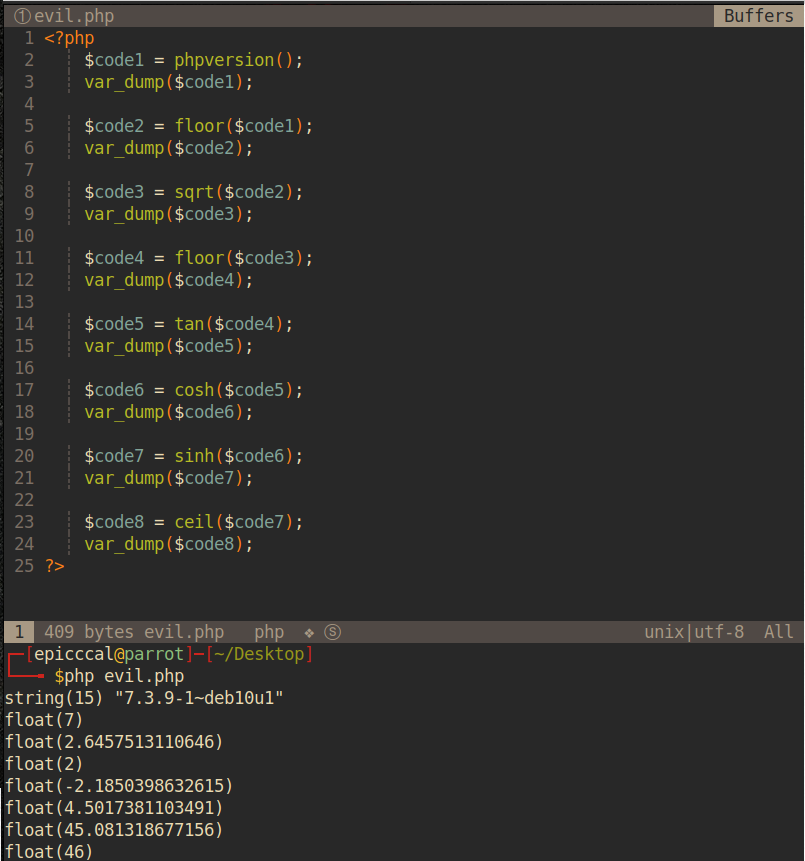 ①evil.php Buffers
1 <?php
2 $code1 = phpversion();
3 var_dump($code1);
4
5 $code2 = floor($code1);
6 var_dump($code2);
7
8 $code3 = sqrt($code2);
9 var_dump($code3);
10
11 $code4 = floor($code3);
12 var_dump($code4);
13
14 $code5 = tan($code4);
15 var_dump($code5);
16
17 $code6 = cosh($code5);
18 var_dump($code6);
19
20 $code7 = sinh($code6);
21 var_dump($code7);
22
23 $code8 = ceil($code7);
24 var_dump($code8);
25 ?>
1 409 bytes evil.php php ❖ Ⓢ unix|utf-8 All
┌─[epicccal@parrot]─[~/Desktop]
└──╼ $php evil.php
string(15) "7.3.9-1~deb10u1"
float(7)
float(2.6457513110646)
float(2)
float(-2.1850398632615)
float(4.5017381103491)
float(45.081318677156)
float(46)